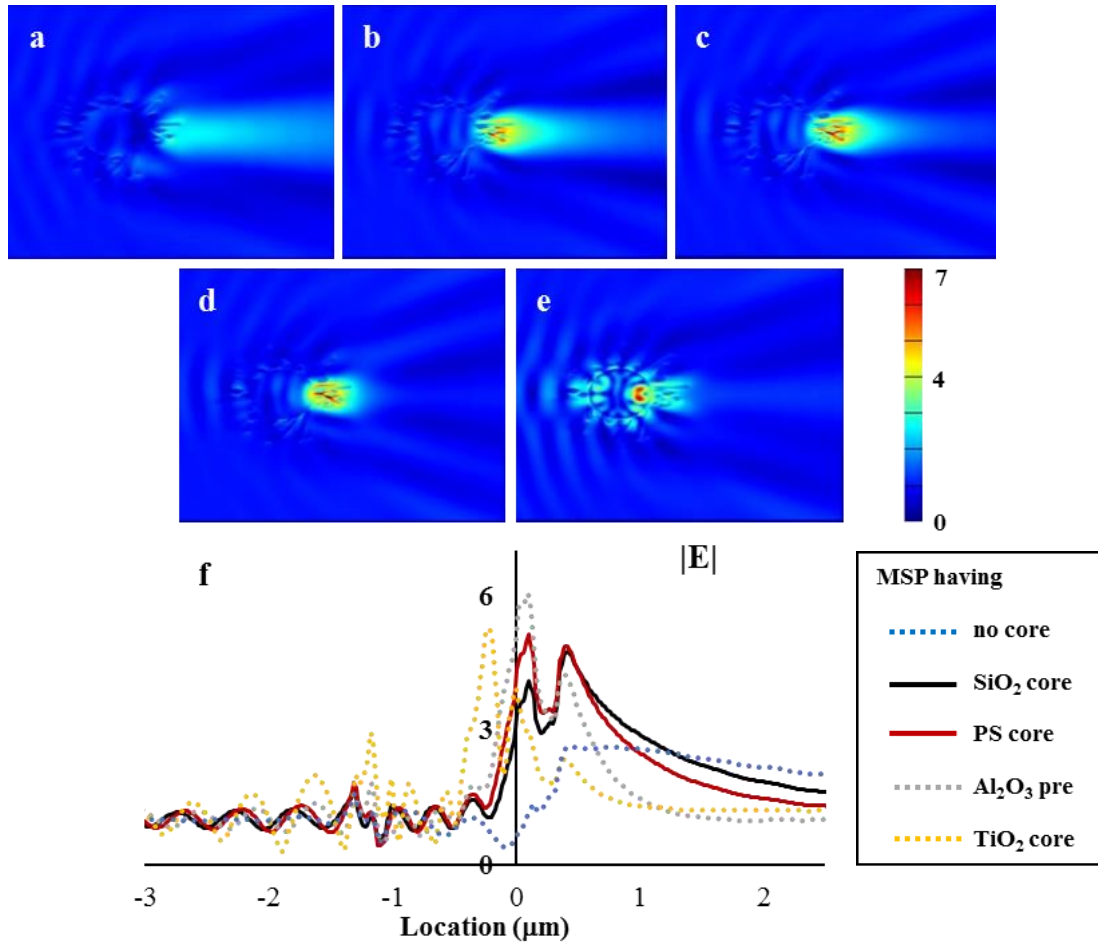 a
b
c
d
e
7
4
0
f
|E|
6
3
0
-3 -2 -1 0 1 2
Location (μm)
MSP having
no core
SiO₂ core
PS core
Al₂O₃ pre
TiO₂ core